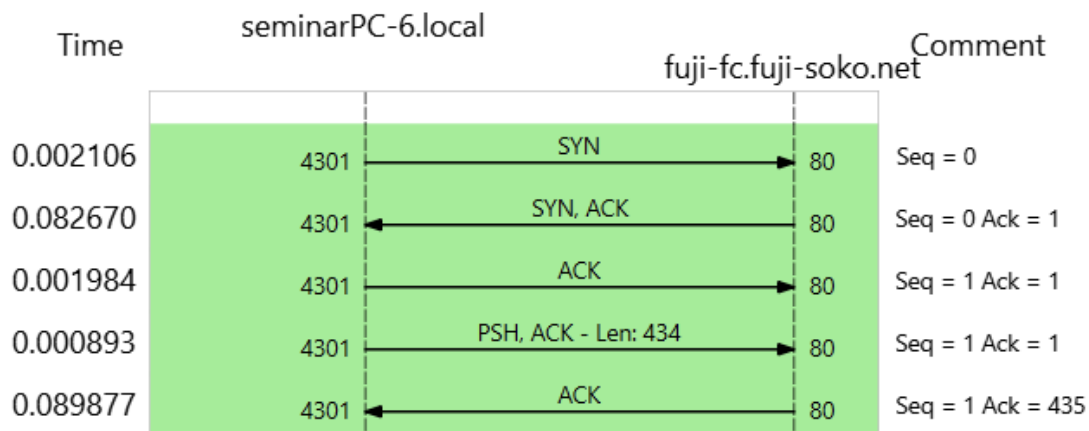 Time seminarPC-6.local fuji-fc.fuji-soko.net Comment
0.002106 4301 SYN 80 Seq = 0
0.082670 4301 SYN, ACK 80 Seq = 0 Ack = 1
0.001984 4301 ACK 80 Seq = 1 Ack = 1
0.000893 4301 PSH, ACK - Len: 434 80 Seq = 1 Ack = 1
0.089877 4301 ACK 80 Seq = 1 Ack = 435